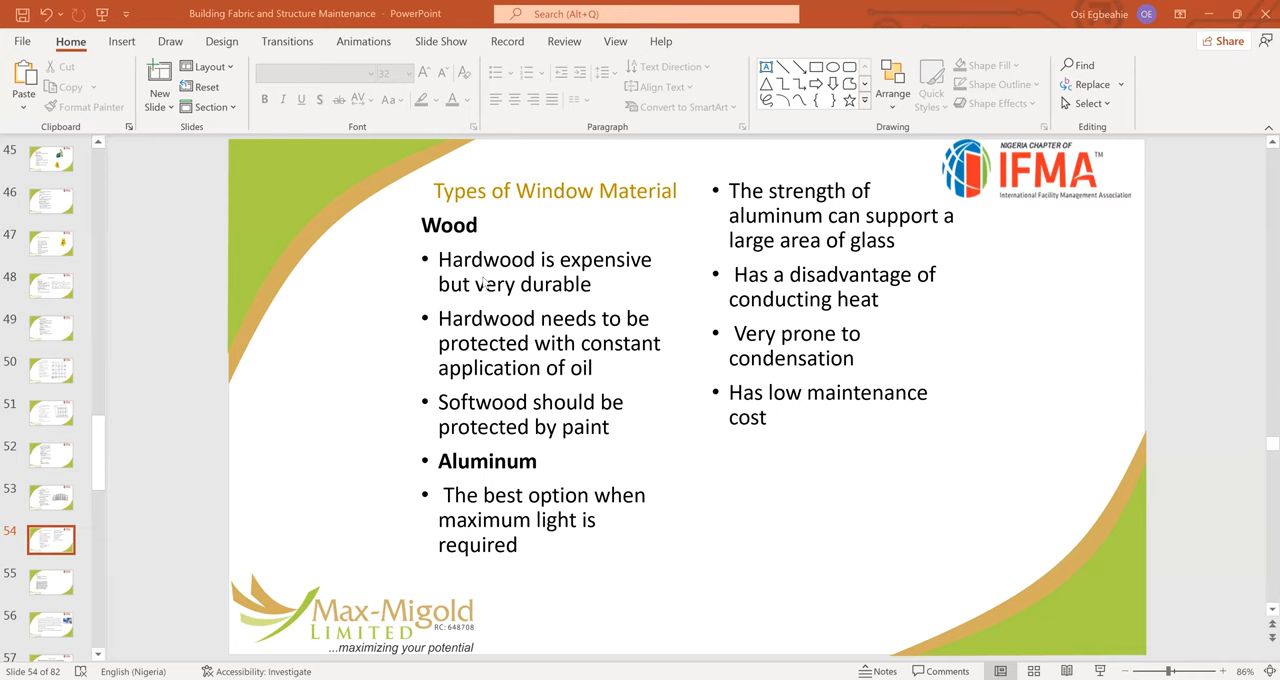 Building Fabric and Structure Maintenance - PowerPoint
Search (Alt+Q)
Osi Egbeahie
OE
File
Home
Insert
Draw
Design
Transitions
Animations
Slide Show
Record
Review
View
Help
Share
Paste
Cut
Copy
Format Painter
Clipboard
New
Slide
Layout
Reset
Section
Slides
32
Font
Text Direction
Align Text
Convert to SmartArt
Paragraph
Arrange
Quick
Styles
Shape Fill
Shape Outline
Shape Effects
Drawing
Find
Replace
Select
Editing
45
46
47
48
49
50
51
52
53
54
55
56
57
Types of Window Material
Wood
• Hardwood is expensive
but very durable
• Hardwood needs to be
protected with constant
application of oil
• Softwood should be
protected by paint
• Aluminum
• The best option when
maximum light is
required
• The strength of
aluminum can support a
large area of glass
• Has a disadvantage of
conducting heat
• Very prone to
condensation
• Has low maintenance
cost
NIGERIA CHAPTER OF
IFMA™
International Facility Management Association
Max-Migold
LIMITED RC: 648708
...maximizing your potential
Slide 54 of 82
English (Nigeria)
Accessibility: Investigate
Notes
Comments
86%